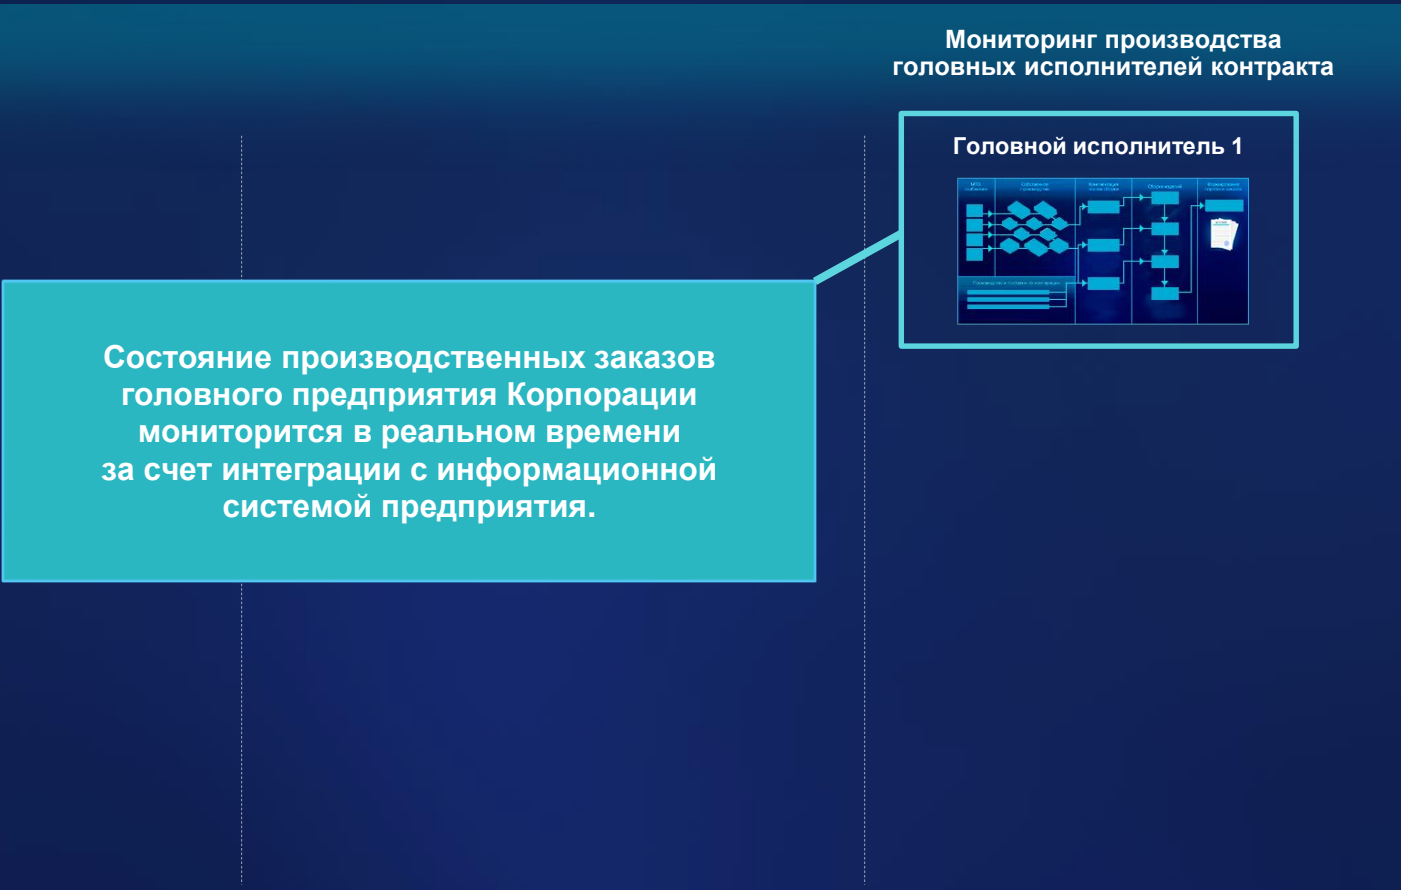 Мониторинг производства
головных исполнителей контракта
Головной исполнитель 1
Состояние производственных заказов
головного предприятия Корпорации
мониторится в реальном времени
за счет интеграции с информационной
системой предприятия.